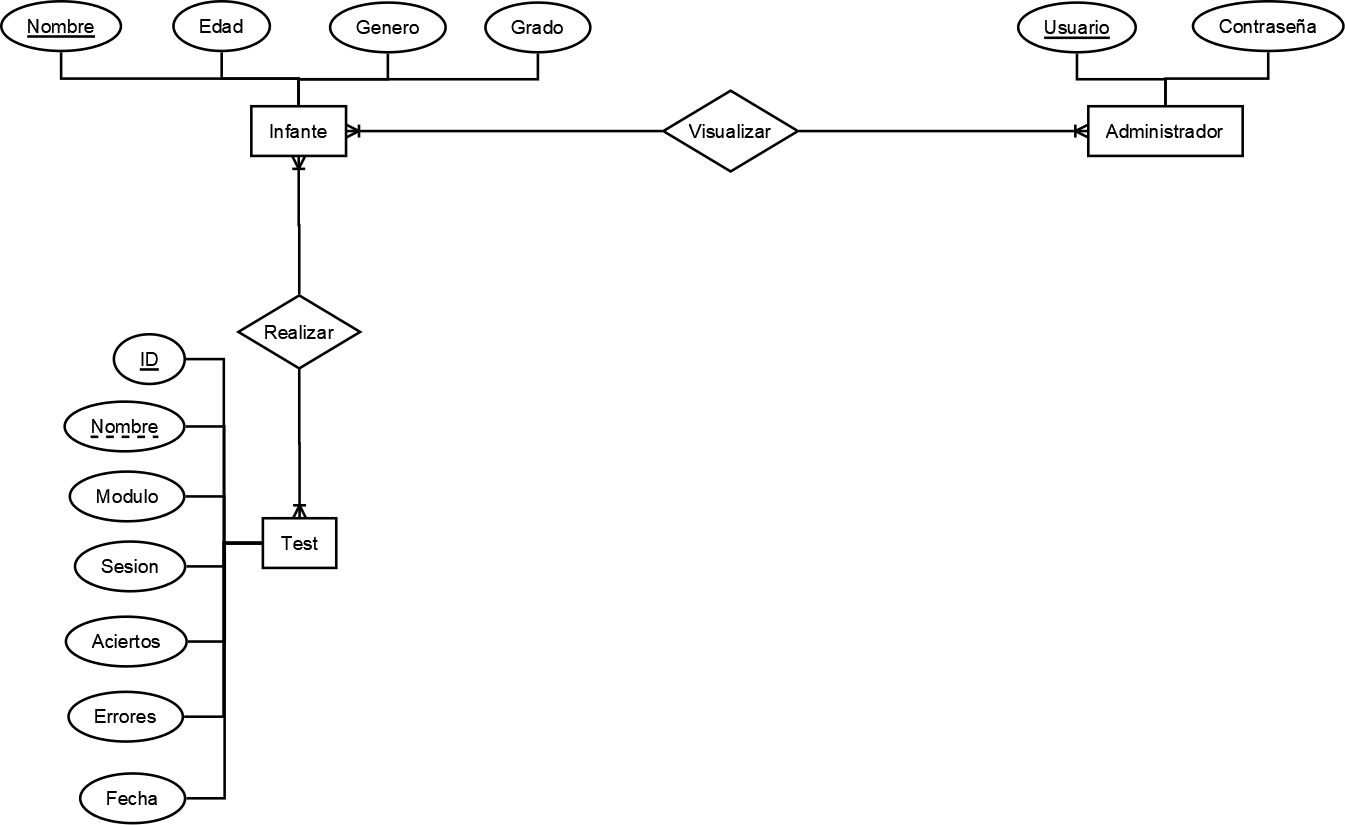 Nombre
Edad
Genero
Grado
Usuario
Contraseña
Infante
Visualizar
Administrador
Realizar
ID
Nombre
Modulo
Sesion
Test
Aciertos
Errores
Fecha